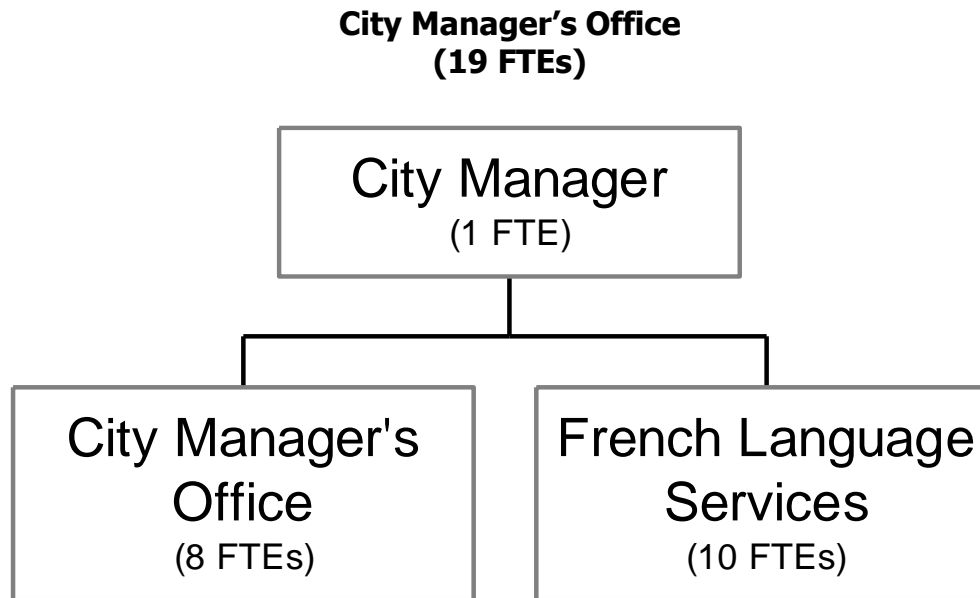 City Manager’s Office
(19 FTEs)
City Manager
(1 FTE)
City Manager's
Office
(8 FTEs)
French Language
Services
(10 FTEs)